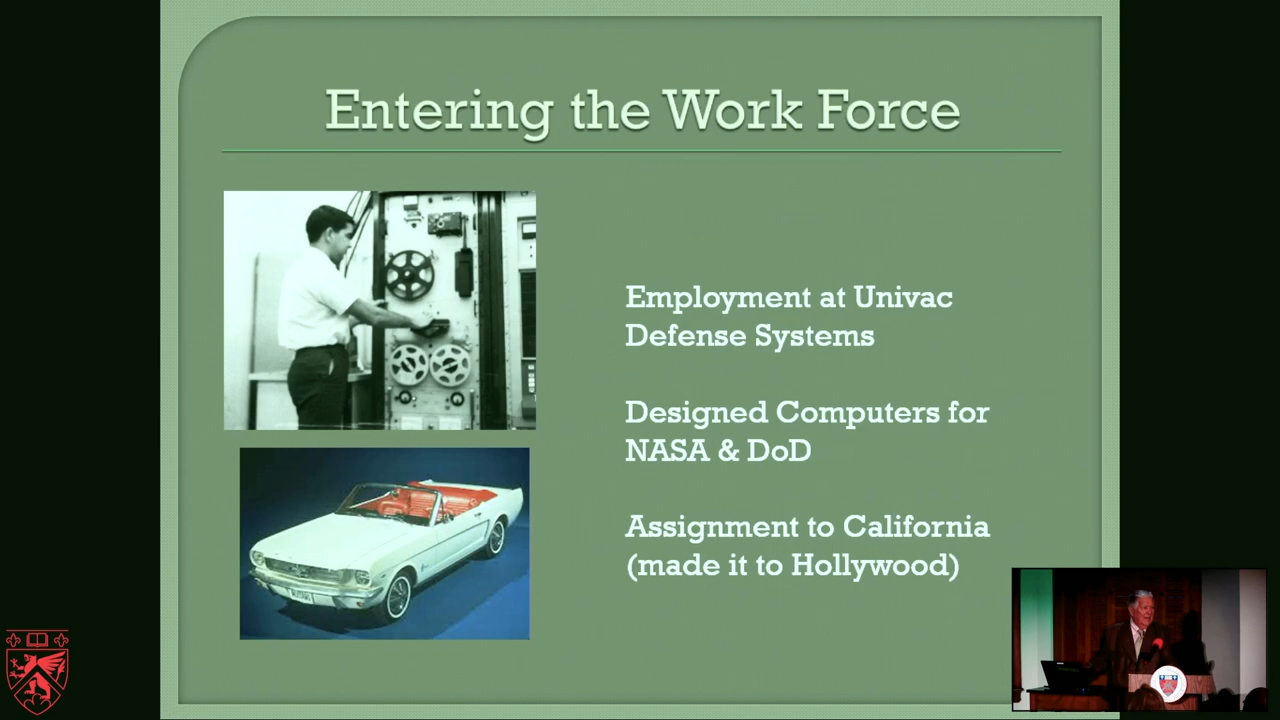 Entering the Work Force
Employment at Univac
Defense Systems
Designed Computers for
NASA & DoD
Assignment to California
(made it to Hollywood)